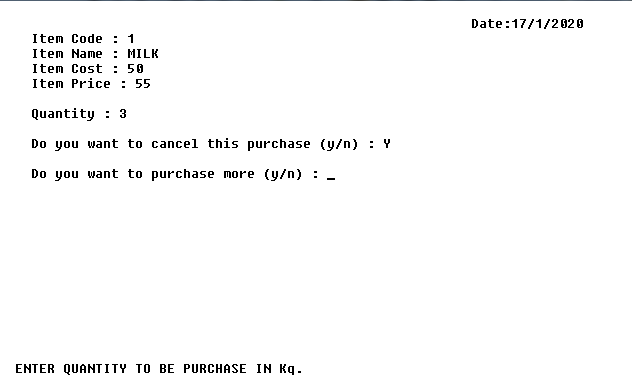 Date:17/1/2020
Item Code : 1
Item Name : MILK
Item Cost : 50
Item Price : 55
Quantity : 3
Do you want to cancel this purchase (y/n) : Y
Do you want to purchase more (y/n) : _
ENTER QUANTITY TO BE PURCHASE IN Kg.